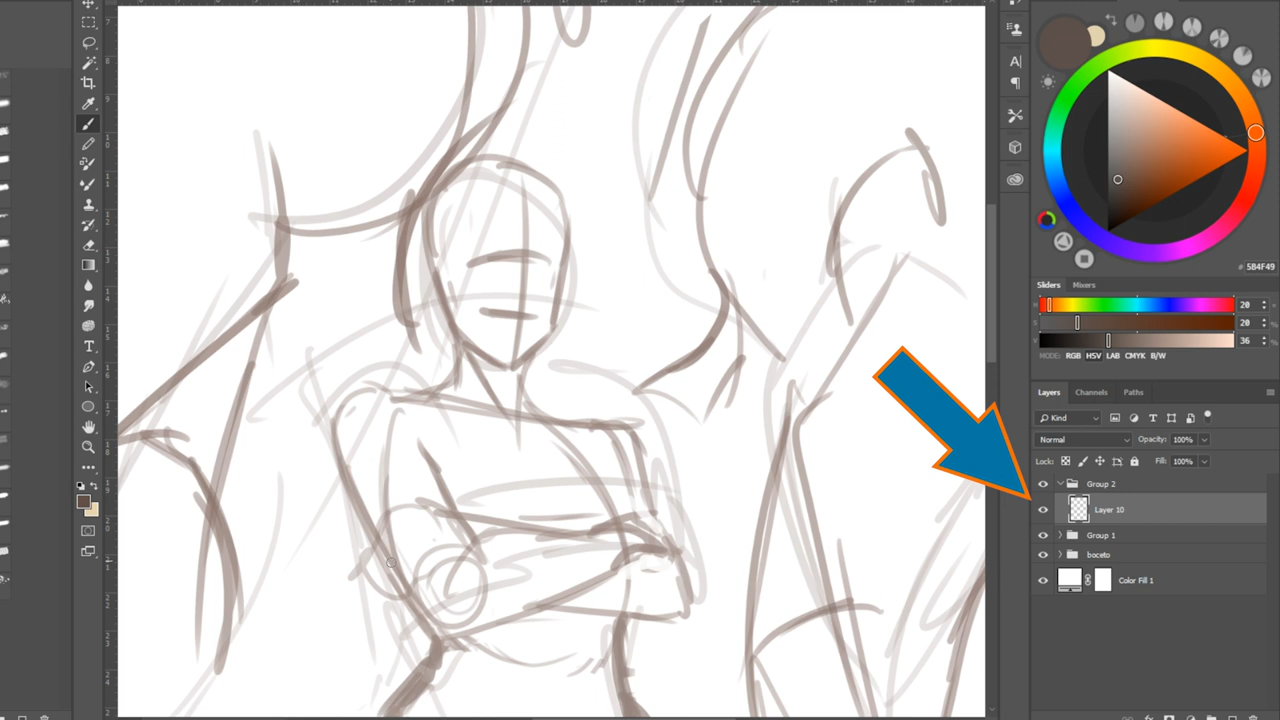 # 5B4F49
Sliders Mixers
H 20 °
S 20 %
V 36 %
MODE: RGB HSV LAB CMYK B/W
Layers Channels Paths
Kind
Normal Opacity: 100%
Lock: Fill: 100%
Group 2
Layer 10
Group 1
boceto
Color Fill 1